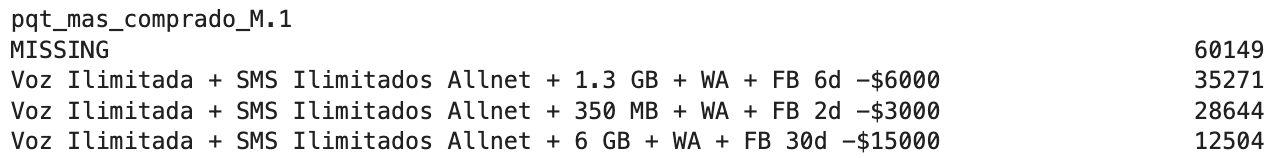 pqt_mas_comprado_M.1
MISSING 60149
Voz Ilimitada + SMS Ilimitados Allnet + 1.3 GB + WA + FB 6d -$6000 35271
Voz Ilimitada + SMS Ilimitados Allnet + 350 MB + WA + FB 2d -$3000 28644
Voz Ilimitada + SMS Ilimitados Allnet + 6 GB + WA + FB 30d -$15000 12504